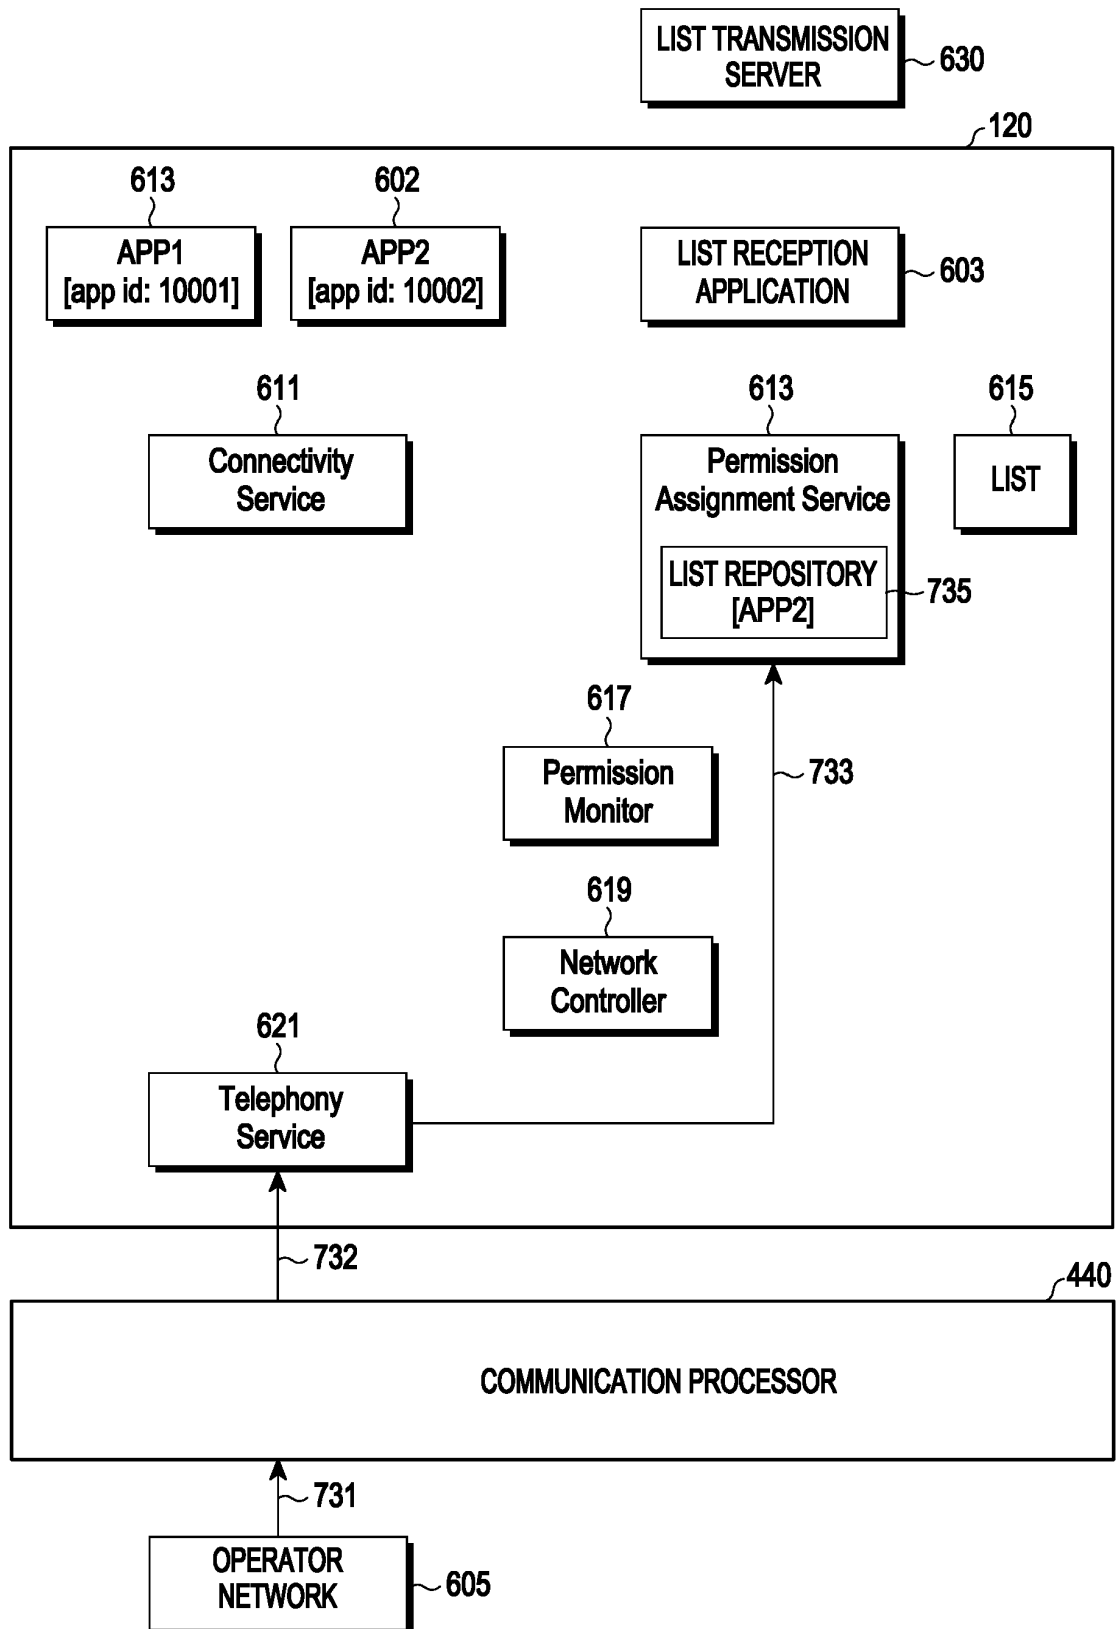 LIST TRANSMISSION
SERVER
630
120
613
602
APP1
[app id: 10001]
APP2
[app id: 10002]
LIST RECEPTION
APPLICATION
603
611
613
615
Connectivity
Service
Permission
Assignment Service
LIST
LIST REPOSITORY
[APP2]
735
617
Permission
Monitor
733
619
Network
Controller
621
Telephony
Service
732
440
COMMUNICATION PROCESSOR
731
OPERATOR
NETWORK
605